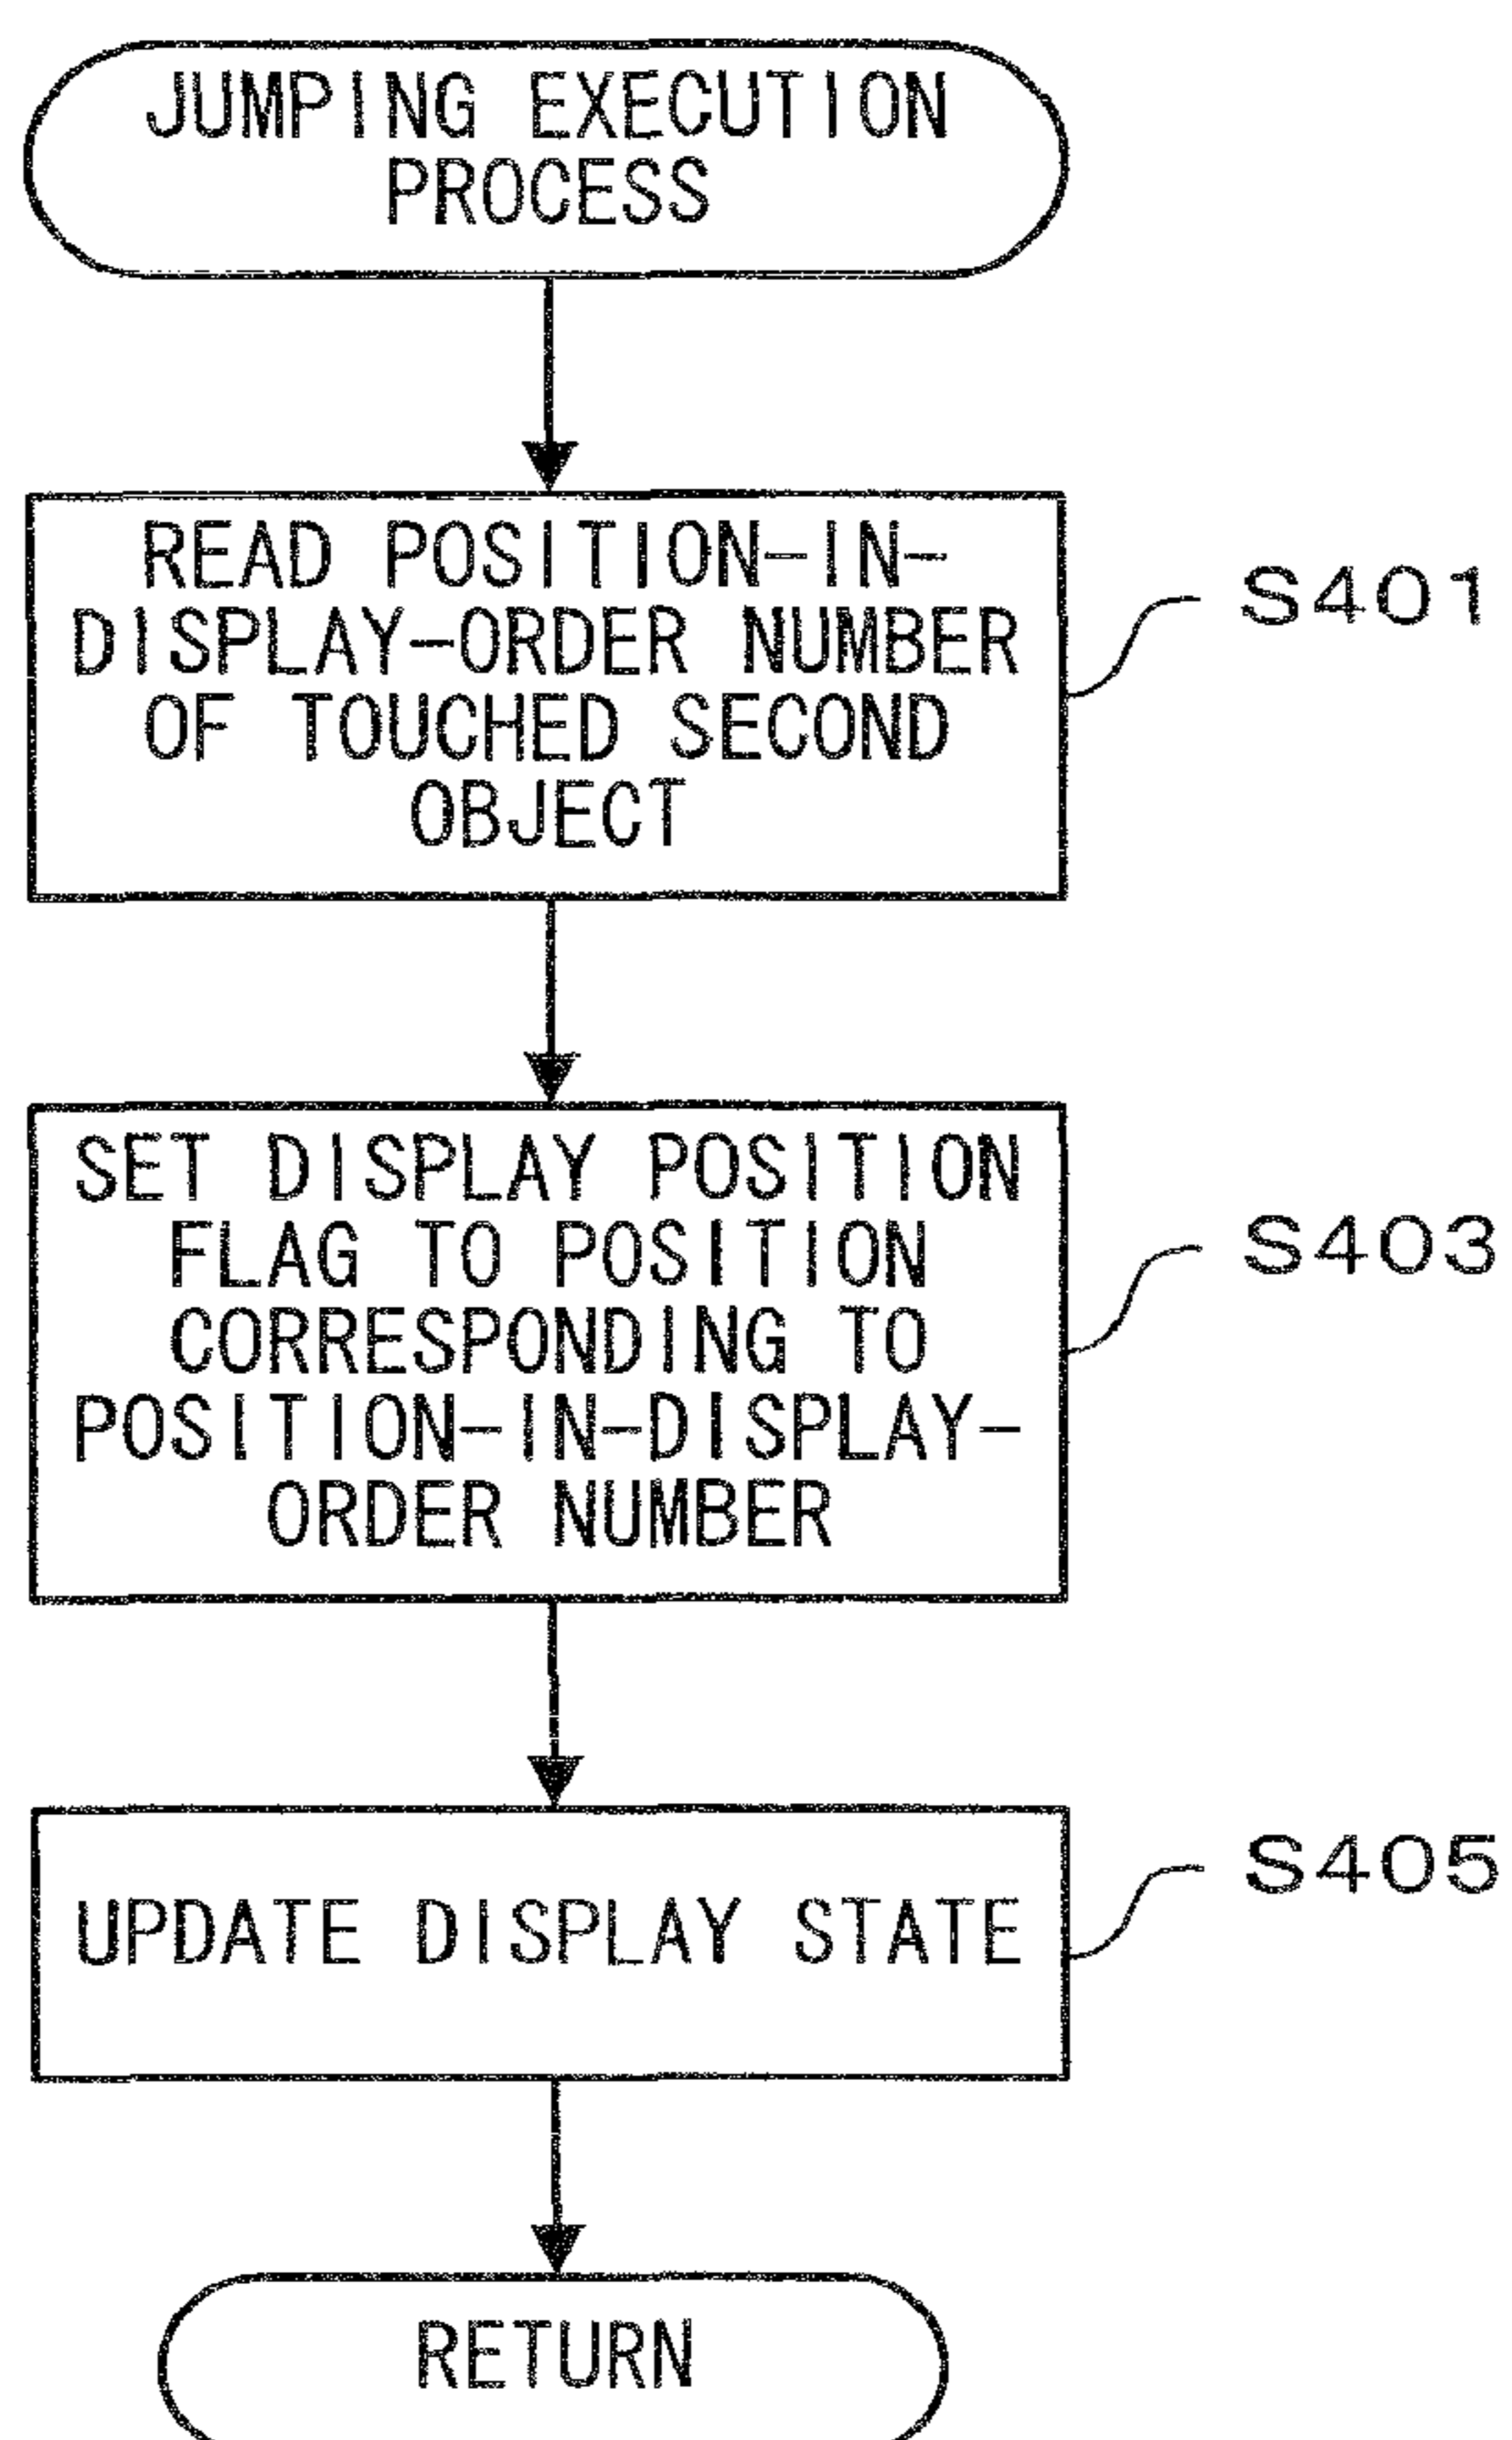 JUMPING EXECUTION
PROCESS
READ POSITION-IN-
DISPLAY-ORDER NUMBER
OF TOUCHED SECOND
OBJECT
S401
SET DISPLAY POSITION
FLAG TO POSITION
CORRESPONDING TO
POSITION-IN-DISPLAY-
ORDER NUMBER
S403
UPDATE DISPLAY STATE
S405
RETURN